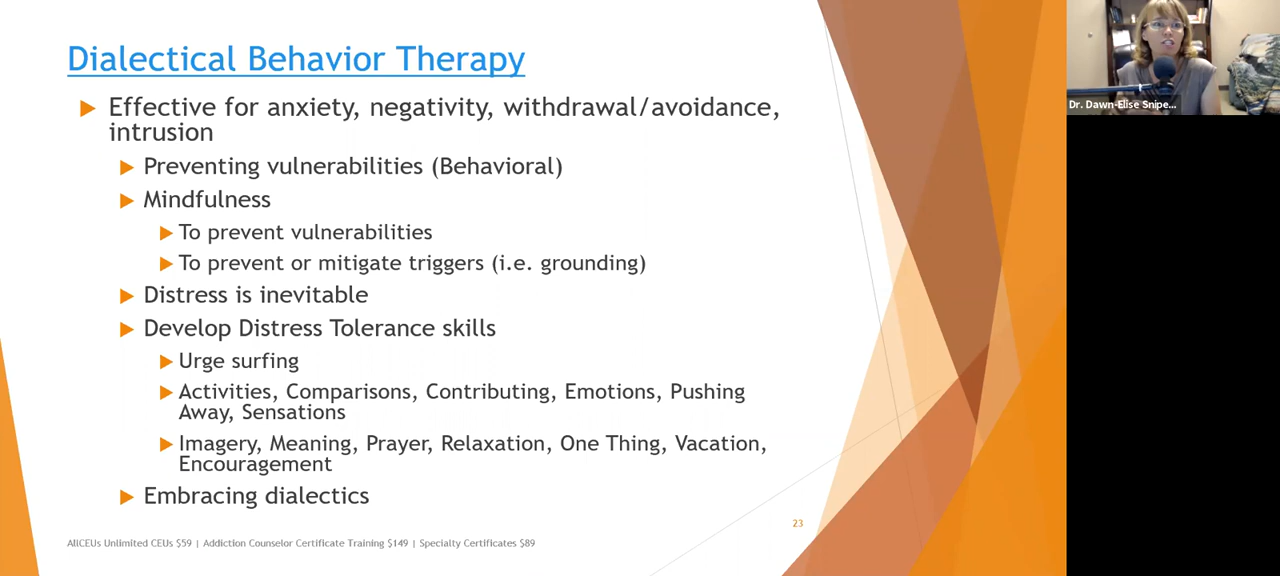 Dialectical Behavior Therapy
Effective for anxiety, negativity, withdrawal/avoidance,
intrusion
Preventing vulnerabilities (Behavioral)
Mindfulness
To prevent vulnerabilities
To prevent or mitigate triggers (i.e. grounding)
Distress is inevitable
Develop Distress Tolerance skills
Urge surfing
Activities, Comparisons, Contributing, Emotions, Pushing
Away, Sensations
Imagery, Meaning, Prayer, Relaxation, One Thing, Vacation,
Encouragement
Embracing dialectics
23
AllCEUs Unlimited CEUs $59 | Addiction Counselor Certificate Training $149 | Specialty Certificates $89
Dr. Dawn-Elise Snipe...